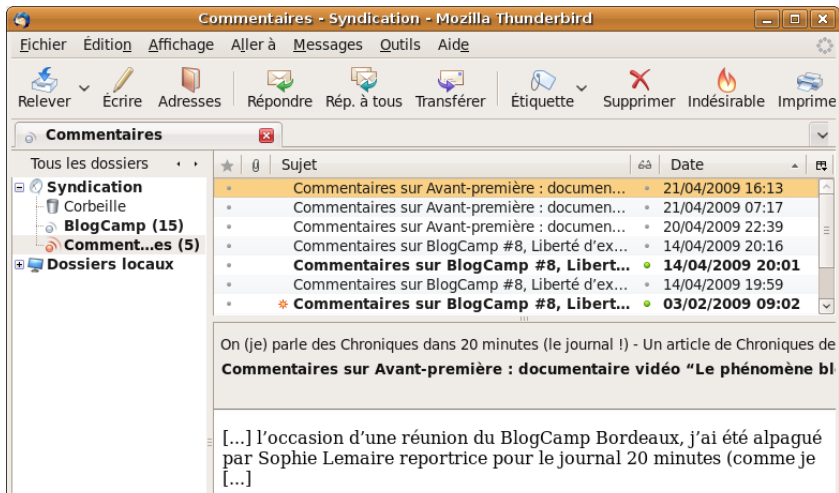 Commentaires - Syndication - Mozilla Thunderbird
Fichier Édition Affichage Aller à Messages Outils Aide
Relever Écrire Adresses Répondre Rép. à tous Transférer Étiquette Supprimer Indésirable Imprime
Commentaires
Tous les dossiers
Sujet Date
Syndication
Corbeille
BlogCamp (15)
Comment...es (5)
Dossiers locaux
Commentaires sur Avant-première : documen... 21/04/2009 16:13
Commentaires sur Avant-première : documen... 21/04/2009 07:17
Commentaires sur Avant-première : documen... 20/04/2009 22:39
Commentaires sur BlogCamp #8, Liberté d'ex... 14/04/2009 20:16
Commentaires sur BlogCamp #8, Libert... 14/04/2009 20:01
Commentaires sur BlogCamp #8, Liberté d'ex... 14/04/2009 19:59
Commentaires sur BlogCamp #8, Libert... 03/02/2009 09:02
On (je) parle des Chroniques dans 20 minutes (le journal !) - Un article de Chroniques de
Commentaires sur Avant-première : documentaire vidéo “Le phénomène bl
[...] l’occasion d’une réunion du BlogCamp Bordeaux, j’ai été alpagué
par Sophie Lemaire reportrice pour le journal 20 minutes (comme je
[...]